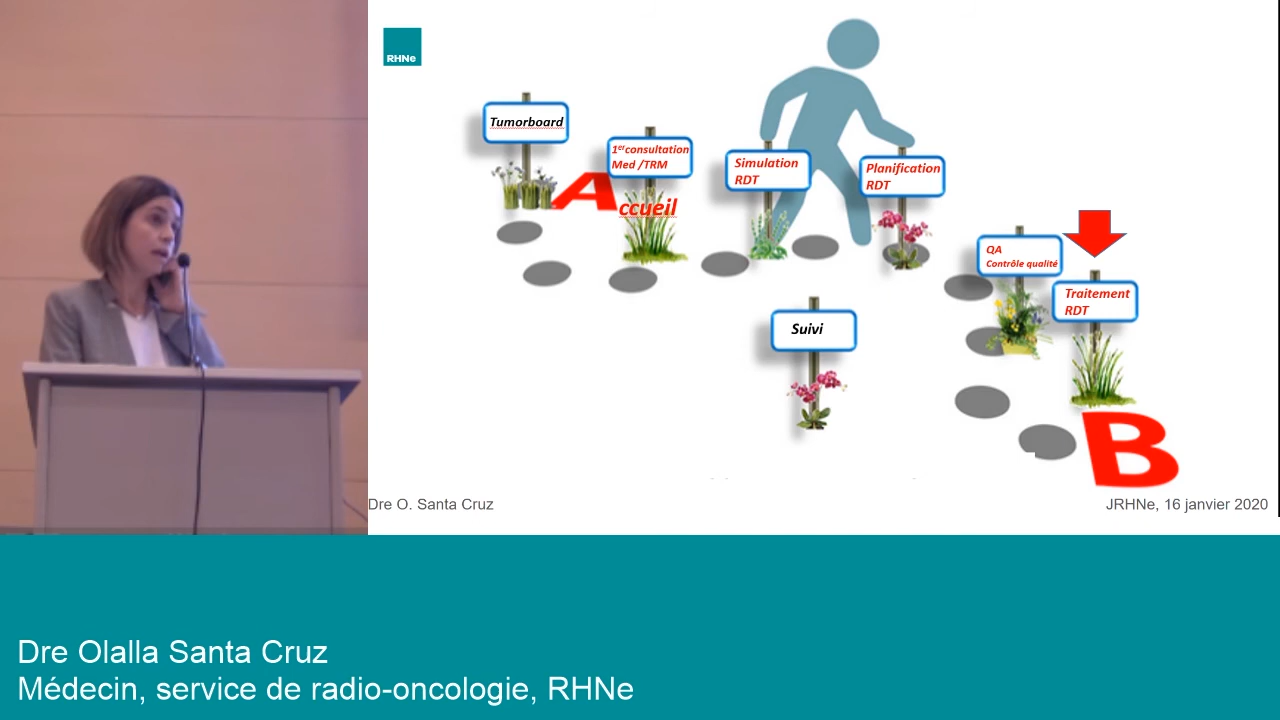 RHNe
Tumorboard
1er consultation
Med /TRM
Accueil
Simulation
RDT
Planification
RDT
QA
Contrôle qualité
Traitement
RDT
Suivi
B
Dre O. Santa Cruz
JRHNe, 16 janvier 2020
Dre Olalla Santa Cruz
Médecin, service de radio-oncologie, RHNe